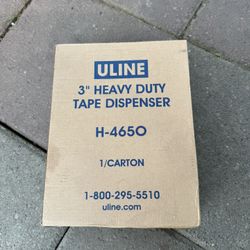 ULINE
3" HEAVY DUTY
TAPE DISPENSER
H-4650
1/CARTON
1-800-295-5510
uline.com